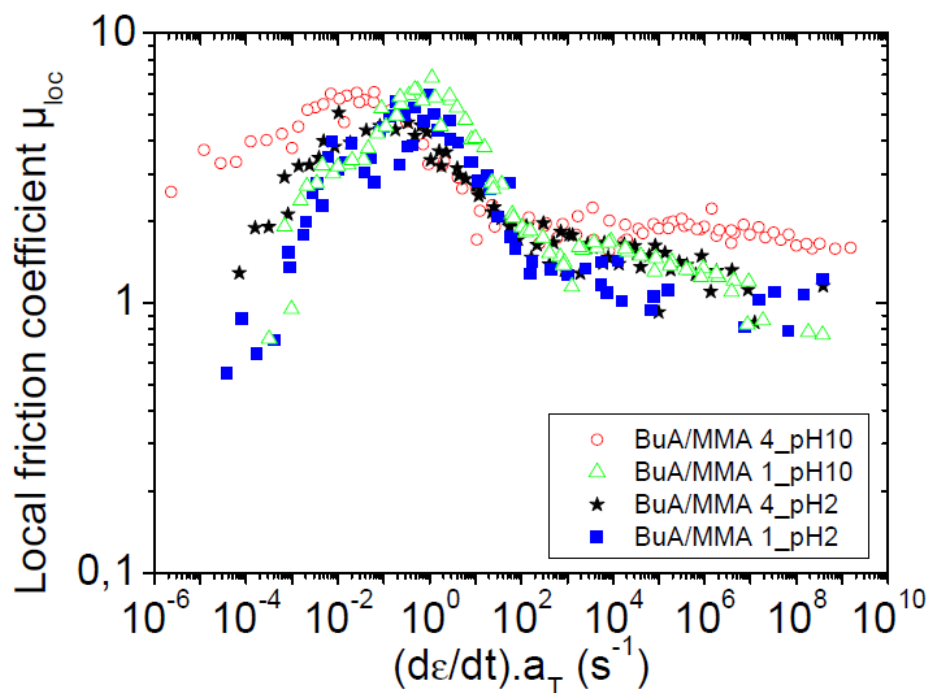 10
1
0,1
Local friction coefficient μloc
BuA/MMA 4_pH10
BuA/MMA 1_pH10
BuA/MMA 4_pH2
BuA/MMA 1_pH2
10⁻⁶ 10⁻⁴ 10⁻² 10⁰ 10² 10⁴ 10⁶ 10⁸ 10¹⁰
(dε/dt).a_T (s⁻¹)